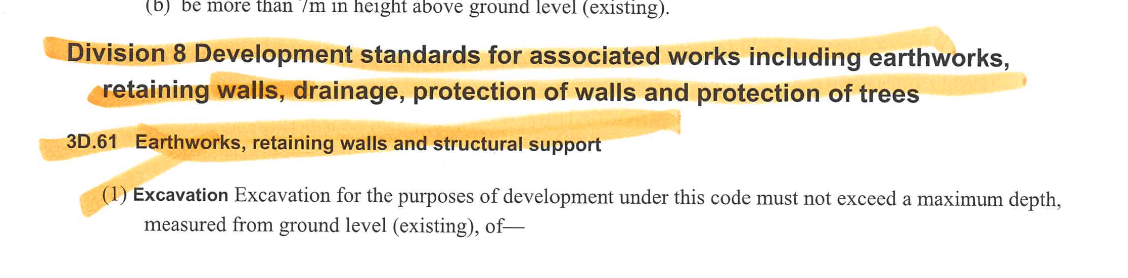 (b) be more than 7m in height above ground level (existing).
Division 8 Development standards for associated works including earthworks,
retaining walls, drainage, protection of walls and protection of trees
3D.61 Earthworks, retaining walls and structural support
(1) Excavation Excavation for the purposes of development under this code must not exceed a maximum depth,
measured from ground level (existing), of—